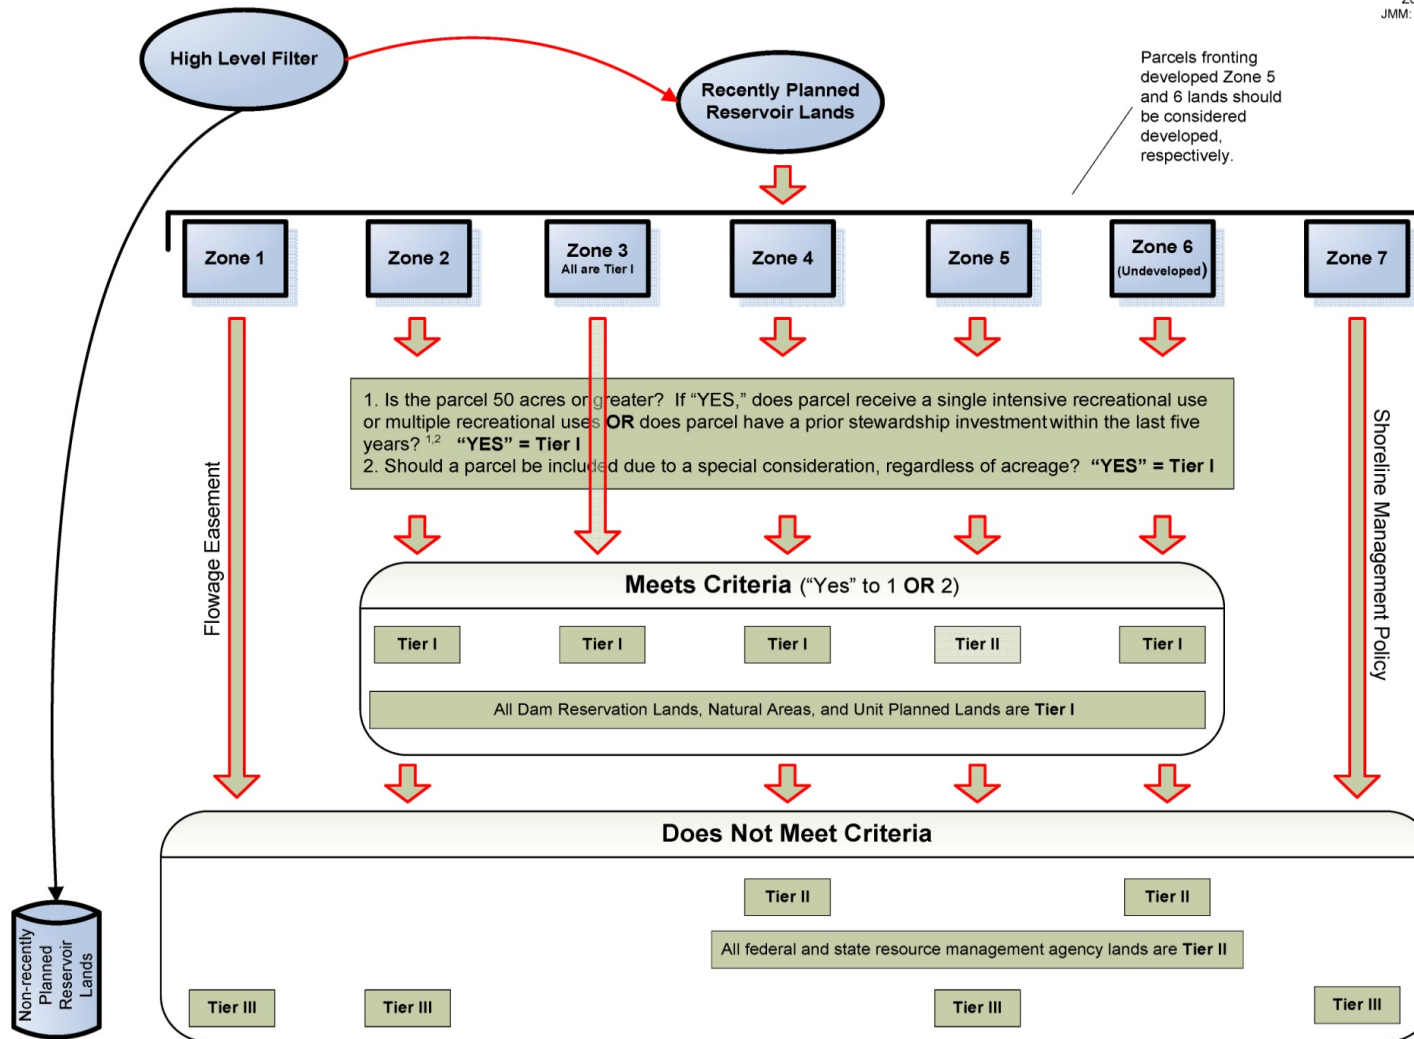 JMM:
High Level Filter
Recently Planned
Reservoir Lands
Parcels fronting
developed Zone 5
and 6 lands should
be considered
developed,
respectively.
Zone 1
Zone 2
Zone 3
All are Tier I
Zone 4
Zone 5
Zone 6
(Undeveloped)
Zone 7
1. Is the parcel 50 acres or greater? If “YES,” does parcel receive a single intensive recreational use
or multiple recreational uses OR does parcel have a prior stewardship investment within the last five
years? 1,2 “YES” = Tier I
2. Should a parcel be included due to a special consideration, regardless of acreage? “YES” = Tier I
Flowage Easement
Shoreline Management Policy
Meets Criteria (“Yes” to 1 OR 2)
Tier I
Tier I
Tier I
Tier II
Tier I
All Dam Reservation Lands, Natural Areas, and Unit Planned Lands are Tier I
Does Not Meet Criteria
Tier II
Tier II
All federal and state resource management agency lands are Tier II
Non-recently
Planned
Reservoir
Lands
Tier III
Tier III
Tier III
Tier III